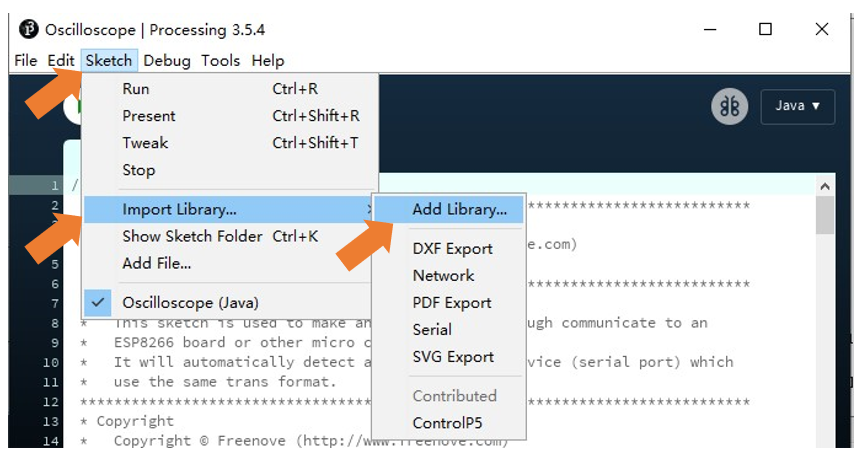 Oscilloscope | Processing 3.5.4
File Edit Sketch Debug Tools Help
Run Ctrl+R
Present Ctrl+Shift+R
Tweak Ctrl+Shift+T
Stop
Java ▼
Import Library...
Show Sketch Folder Ctrl+K
Add File...
Oscilloscope (Java)
Add Library...
DXF Export
Network
PDF Export
Serial
SVG Export
Contributed
ControlP5
1 /
2 **************************
e.com)
5
6 **************************
7
8 * This sketch is used to make an ugh communicate to an
9 * ESP8266 board or other micro c
10 * It will automatically detect a vice (serial port) which
11 * use the same trans format.
12 **************************
13 * Copyright
14 * Copyright © Freenove (http://www.freenove.com)